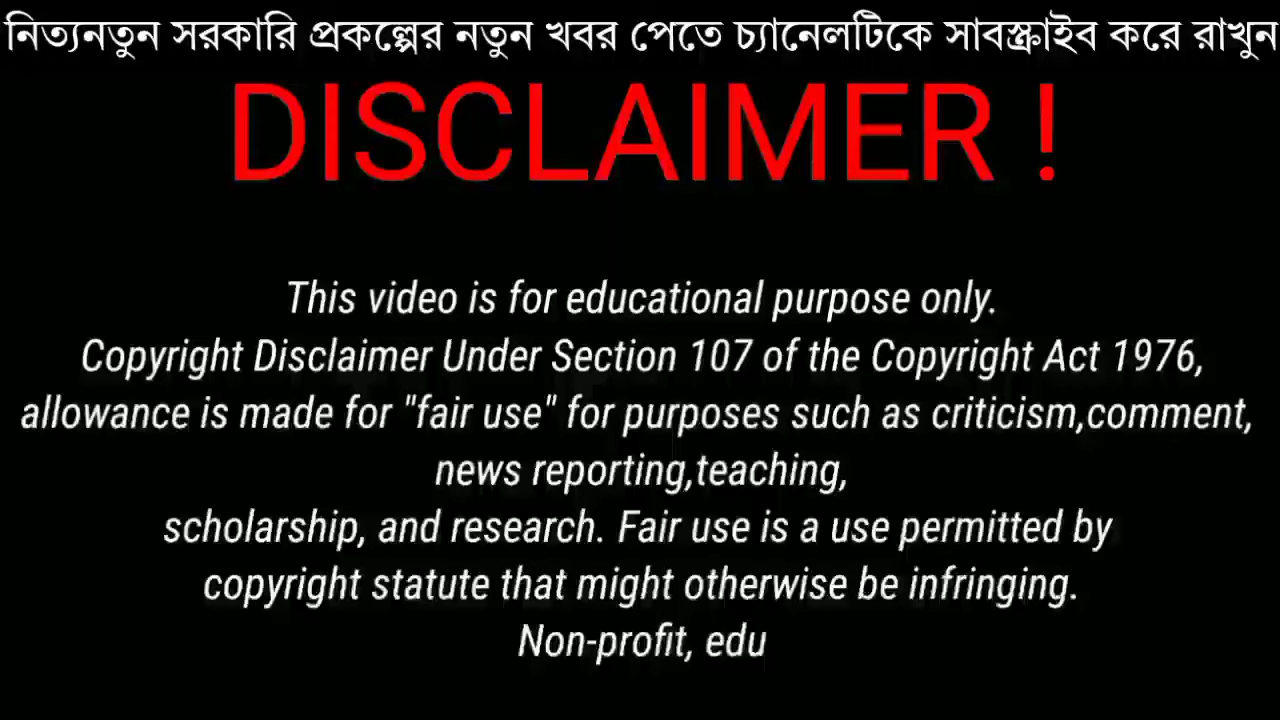 নিত্যনতুন সরকারি প্রকল্পের নতুন খবর পেতে চ্যানেলটিকে সাবস্ক্রাইব করে রাখুন
DISCLAIMER !
This video is for educational purpose only.
Copyright Disclaimer Under Section 107 of the Copyright Act 1976,
allowance is made for "fair use" for purposes such as criticism,comment,
news reporting,teaching,
scholarship, and research. Fair use is a use permitted by
copyright statute that might otherwise be infringing.
Non-profit, edu